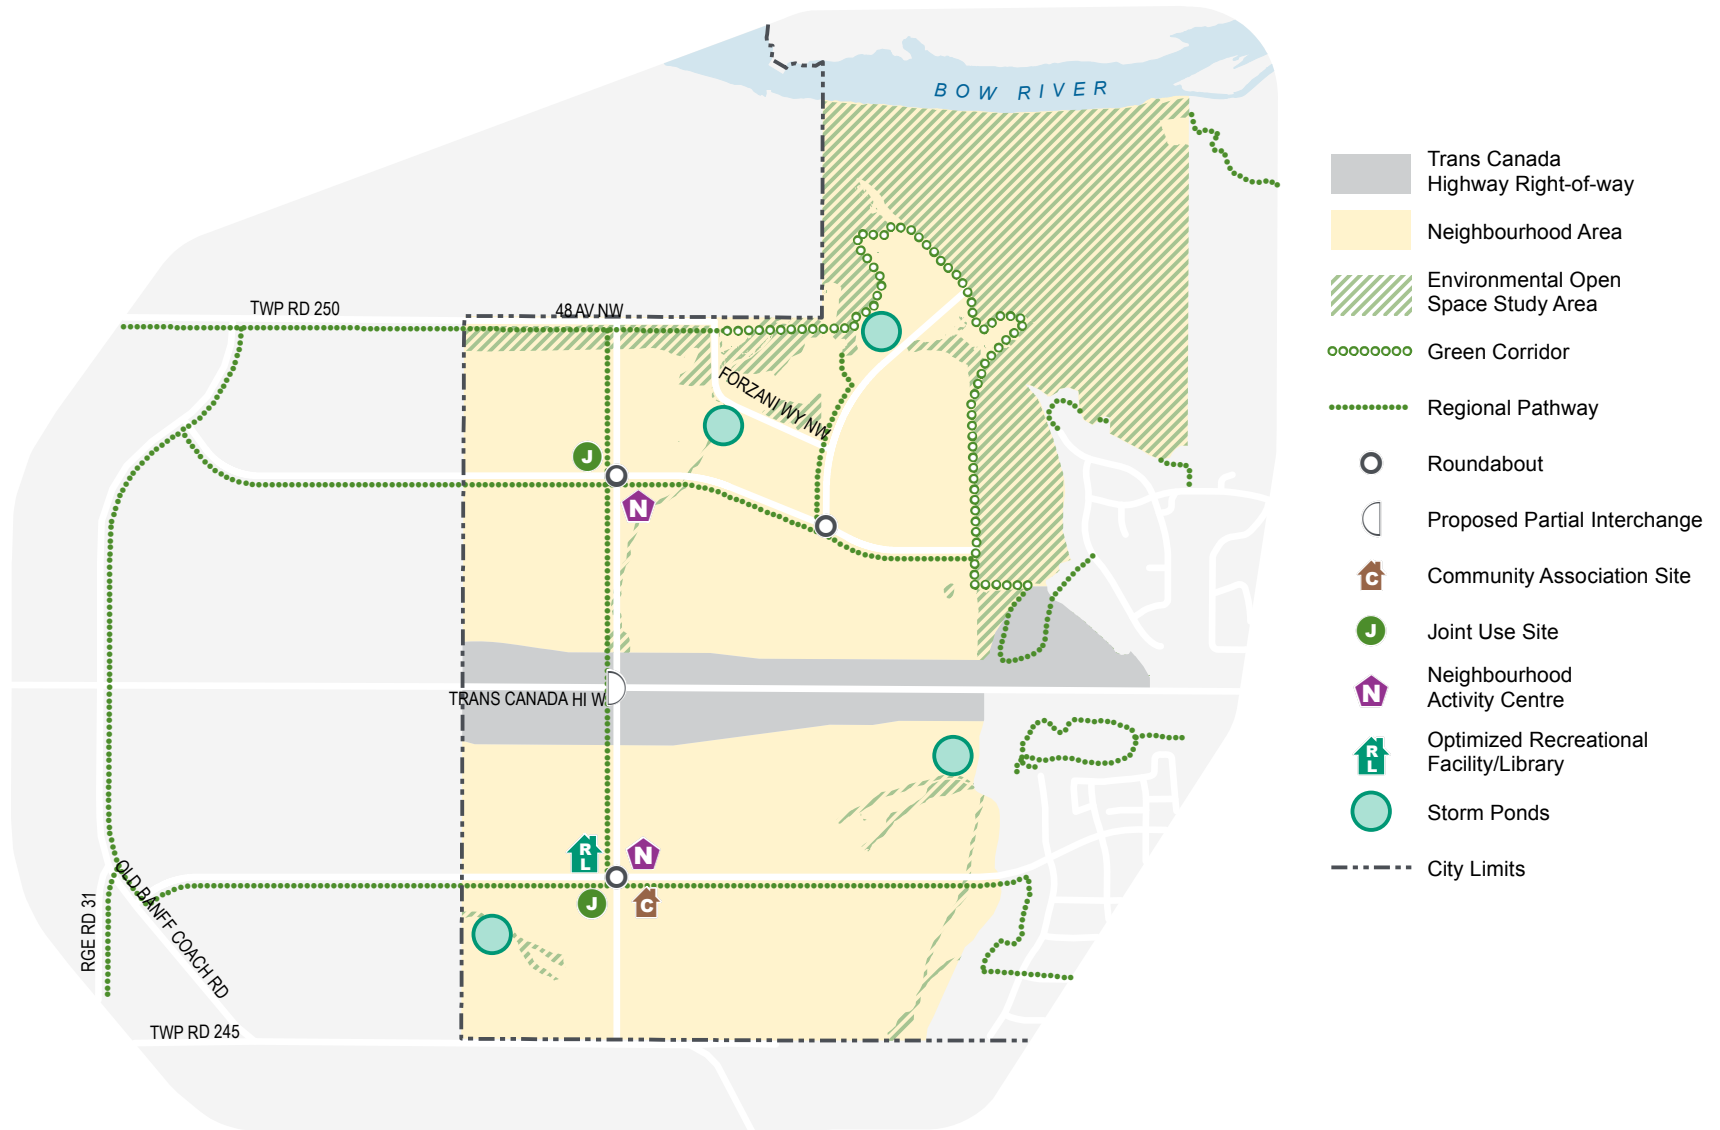 BOW RIVER
TWP RD 250
48 AV NW
FORZANI WY NW
J
N
TRANS CANADA HI W
R
L
N
J
C
OLD BANFF COACH RD
RGE RD 31
TWP RD 245
Trans Canada
Highway Right-of-way
Neighbourhood Area
Environmental Open
Space Study Area
Green Corridor
Regional Pathway
Roundabout
Proposed Partial Interchange
C
Community Association Site
J
Joint Use Site
N
Neighbourhood
Activity Centre
R
L
Optimized Recreational
Facility/Library
Storm Ponds
City Limits